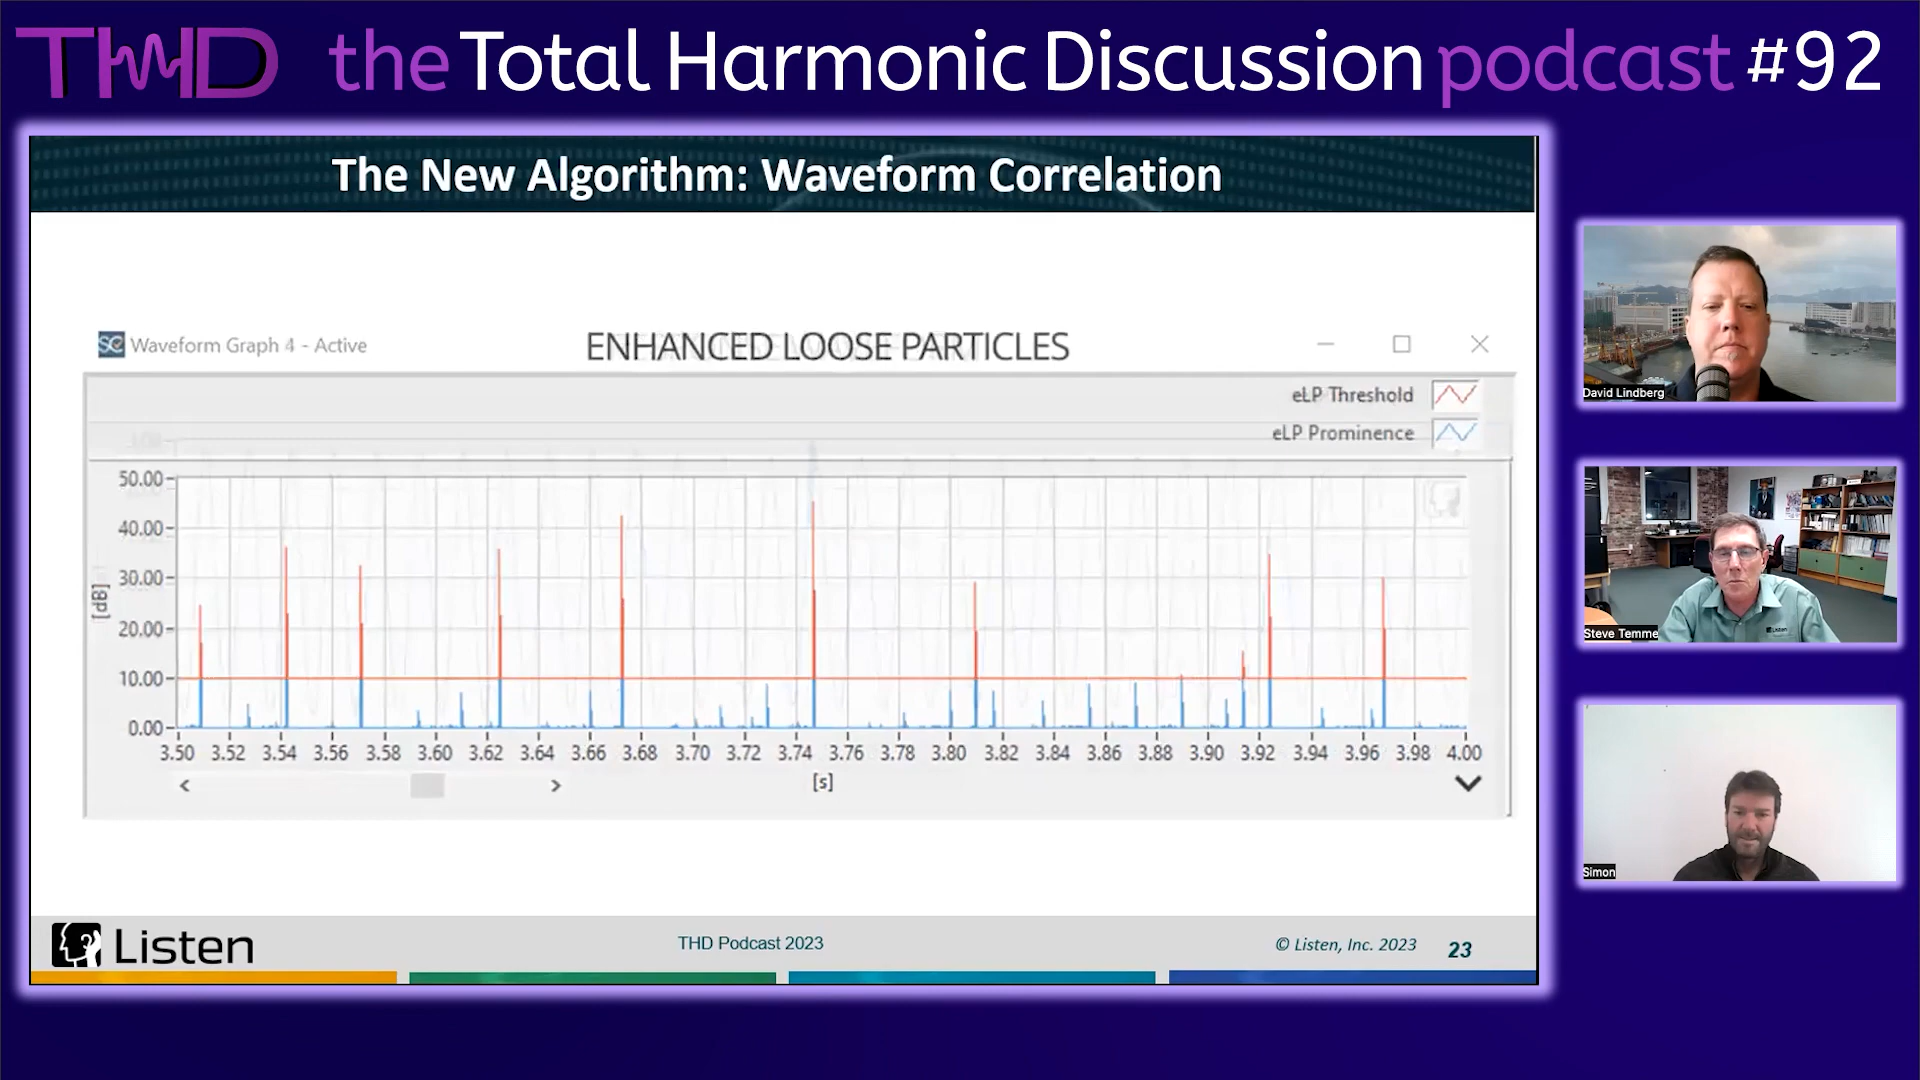 THD the Total Harmonic Discussion podcast #92
The New Algorithm: Waveform Correlation
SC Waveform Graph 4 - Active
ENHANCED LOOSE PARTICLES
eLP Threshold
eLP Prominence
50.00
40.00
30.00
20.00
10.00
0.00
[dB]
3.50 3.52 3.54 3.56 3.58 3.60 3.62 3.64 3.66 3.68 3.70 3.72 3.74 3.76 3.78 3.80 3.82 3.84 3.86 3.88 3.90 3.92 3.94 3.96 3.98 4.00
[s]
Listen
THD Podcast 2023
© Listen, Inc. 2023
23
David Lindberg
Steve Temme
Listen
Simon